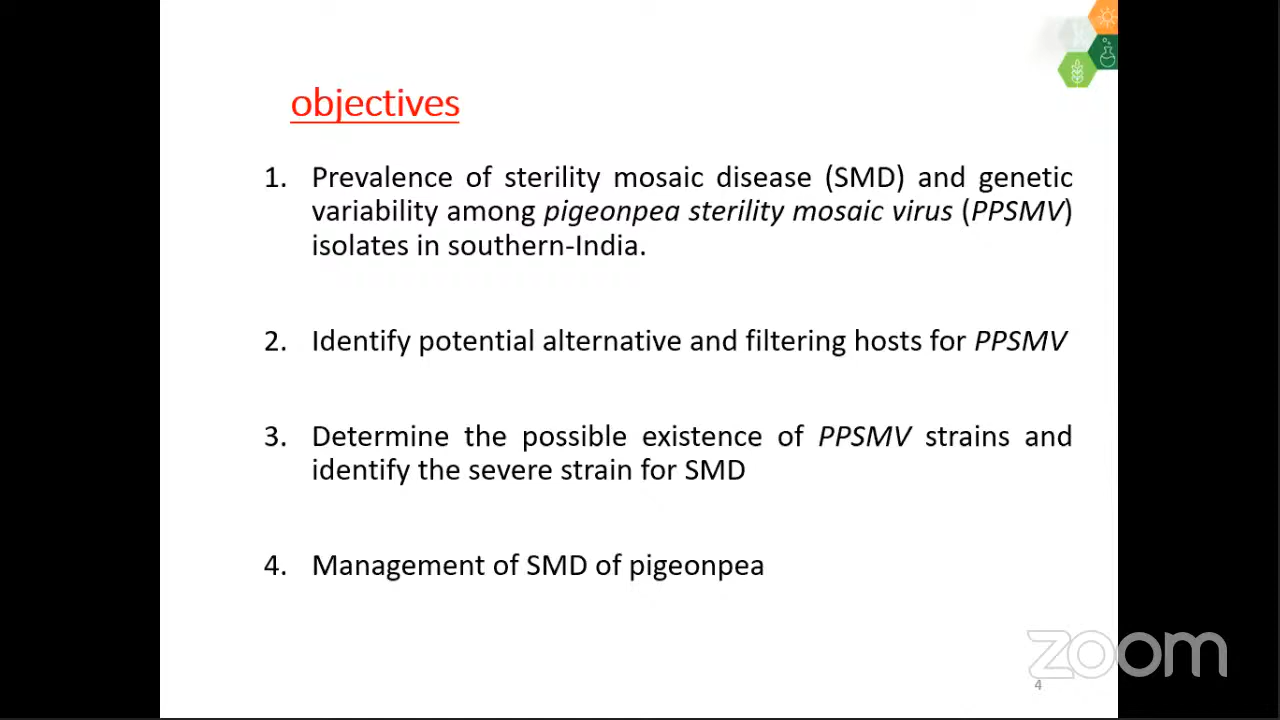 objectives
1. Prevalence of sterility mosaic disease (SMD) and genetic
variability among pigeonpea sterility mosaic virus (PPSMV)
isolates in southern-India.
2. Identify potential alternative and filtering hosts for PPSMV
3. Determine the possible existence of PPSMV strains and
identify the severe strain for SMD
4. Management of SMD of pigeonpea
zoom
4